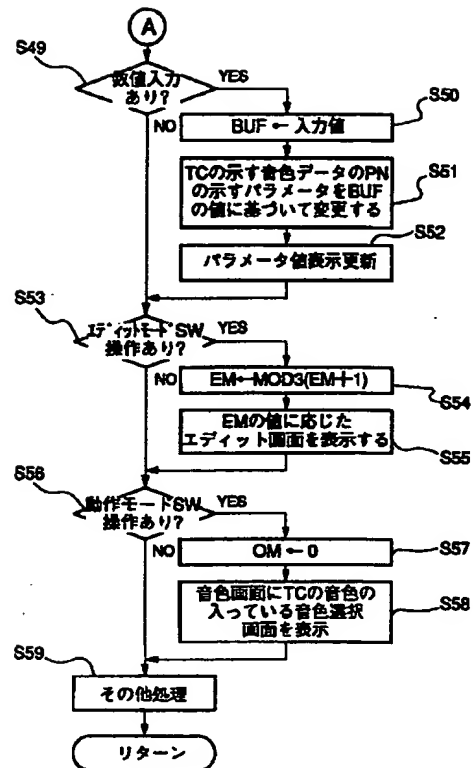 A
S49
数値入力
あり?
YES
NO
S50
BUF ← 入力値
S51
TCの示す音色データのPN
の示すパラメータをBUF
の値に基づいて変更する
S52
パラメータ値表示更新
S53
エディットモードSW
操作あり?
YES
NO
EM←MOD3(EM+1)
S54
EMの値に応じた
エディット画面を表示する
S55
S56
動作モードSW
操作あり?
YES
NO
OM ← 0
S57
音色画面にTCの音色の
入っている音色選択
画面を表示
S58
S59
その他処理
リターン